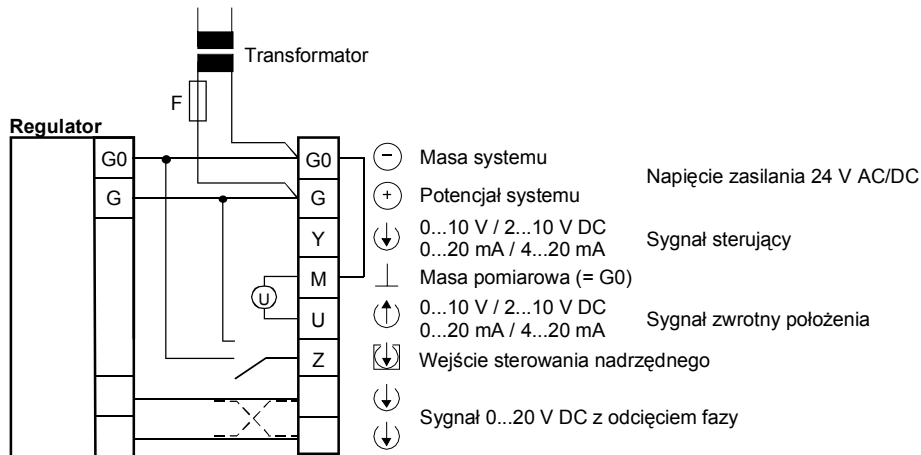 Transformator
F
Regulator
G0
G0
Masa systemu
Napięcie zasilania 24 V AC/DC
G
G
Potencjał systemu
Y
0...10 V / 2...10 V DC
0...20 mA / 4...20 mA
Sygnał sterujący
M
Masa pomiarowa (= G0)
U
U
0...10 V / 2...10 V DC
0...20 mA / 4...20 mA
Sygnał zwrotny położenia
Z
Wejście sterowania nadrzędnego
Sygnał 0...20 V DC z odcięciem fazy